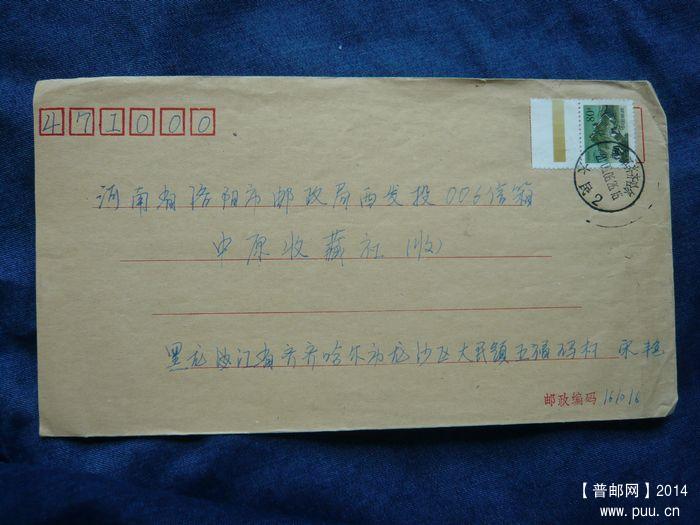 471000
河南省洛阳市邮政局西发投006信箱
中原收藏社(收)
黑龙江省齐齐哈尔市龙沙区大民镇五福玛村 宋
邮政编码 161016
80
【普邮网】2014
www.puu.cn